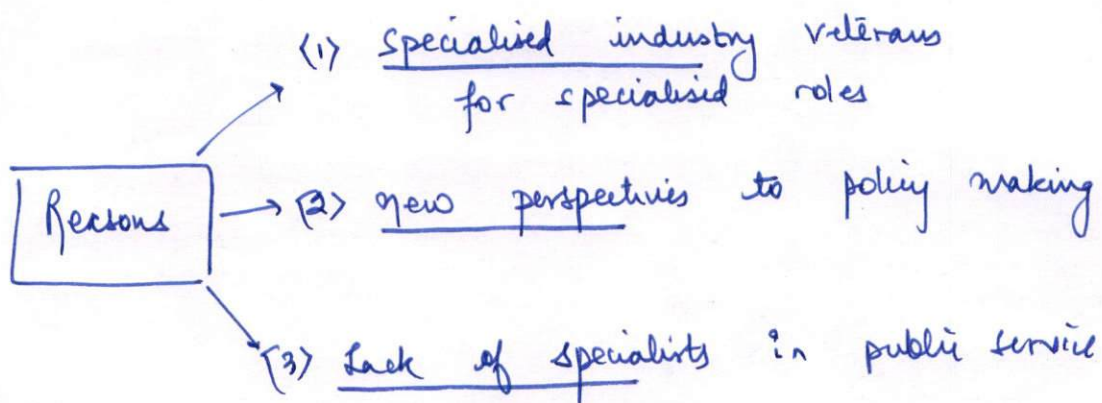 (1) specialised industry veterans
for specialised roles
Reasons
(2) new perspectives to policy making
(3) Lack of specialists in public service